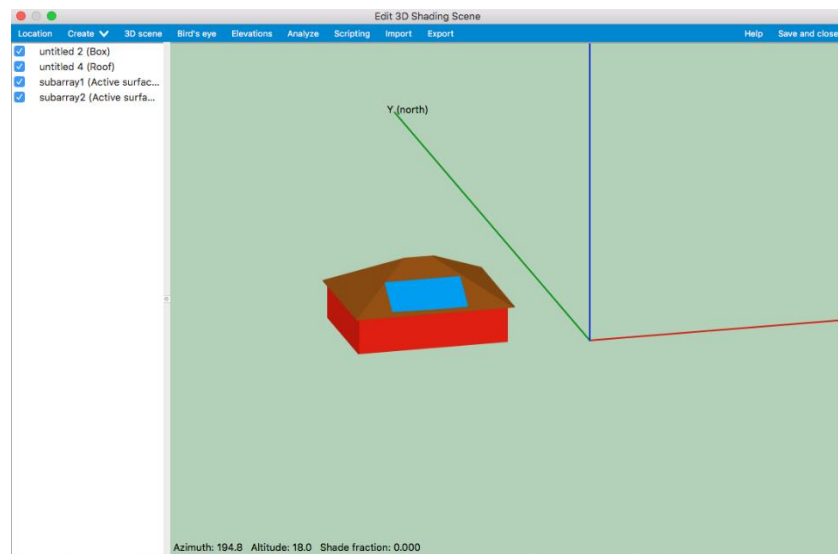 Edit 3D Shading Scene
Location Create 3D scene Bird's eye Elevations Analyze Scripting Import Export Help Save and close
untitled 2 (Box)
untitled 4 (Roof)
subarray1 (Active surfac...
subarray2 (Active surfa...
Y (north)
Azimuth: 194.8 Altitude: 18.0 Shade fraction: 0.000